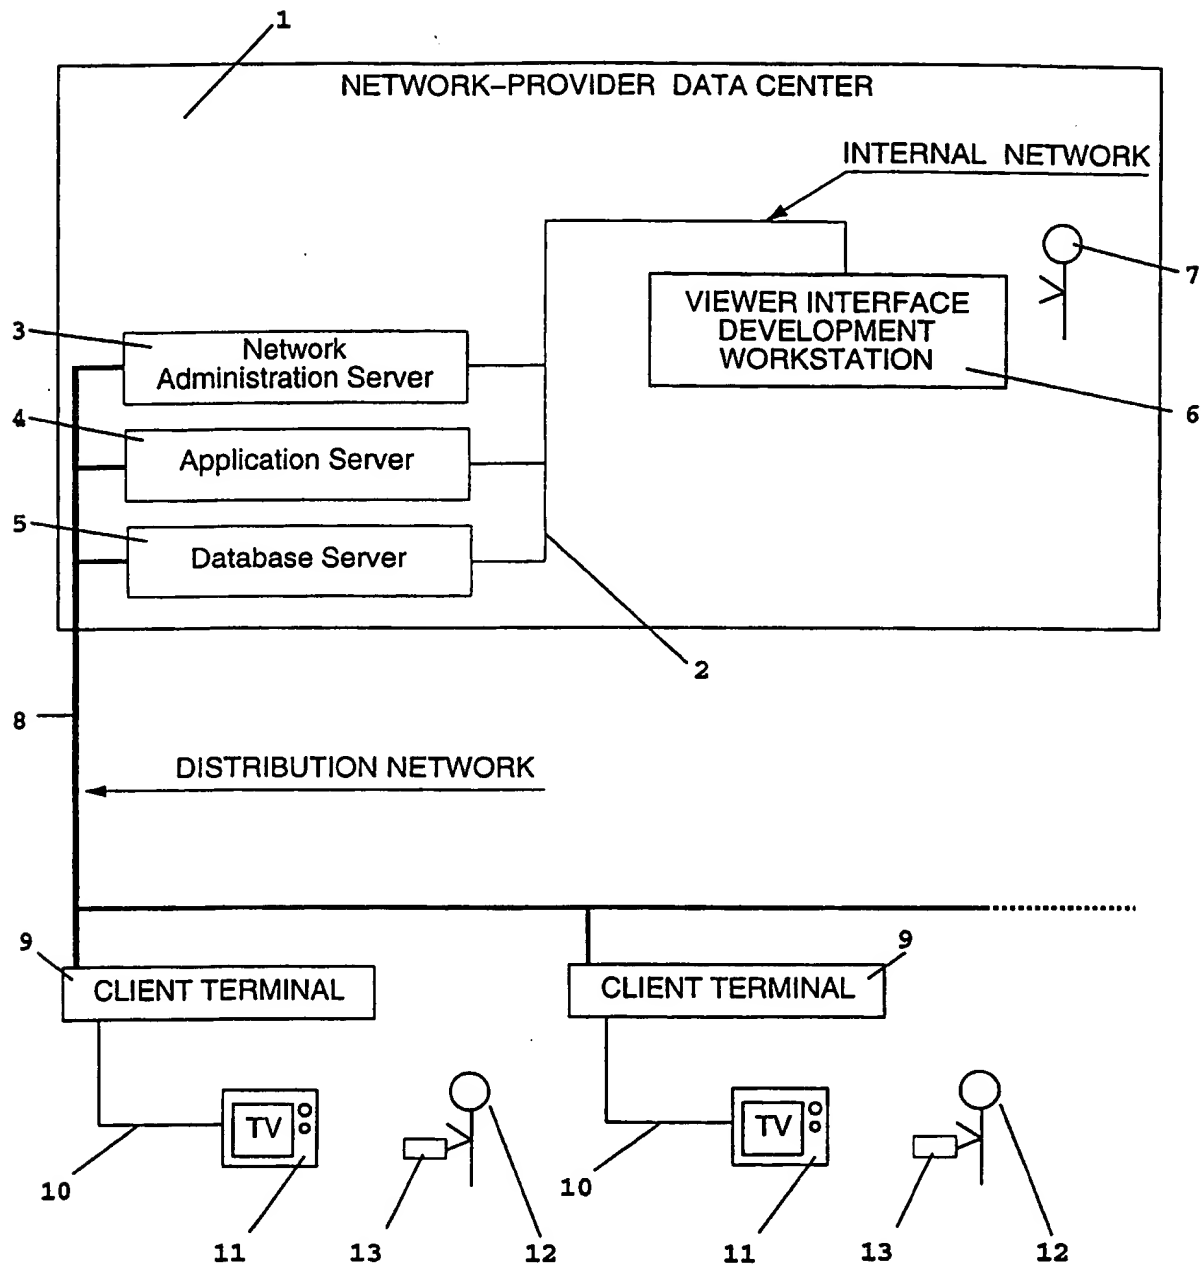 1
NETWORK-PROVIDER DATA CENTER
INTERNAL NETWORK
7
VIEWER INTERFACE
DEVELOPMENT
WORKSTATION
6
3
Network
Administration Server
4
Application Server
5
Database Server
2
8
DISTRIBUTION NETWORK
9
CLIENT TERMINAL
9
CLIENT TERMINAL
TV
TV
10
11
13
12
10
11
13
12